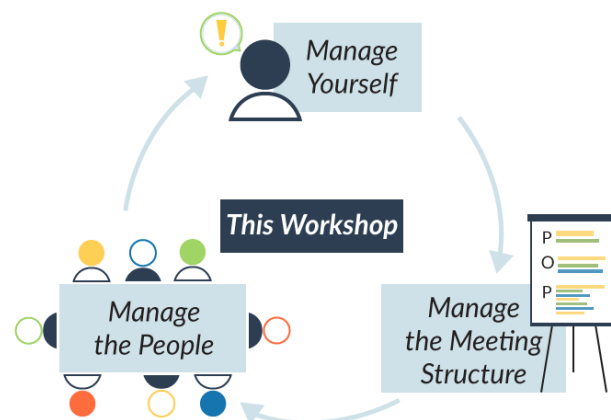 !
Manage
Yourself
This Workshop
P
O
P
Manage
the People
Manage
the Meeting
Structure